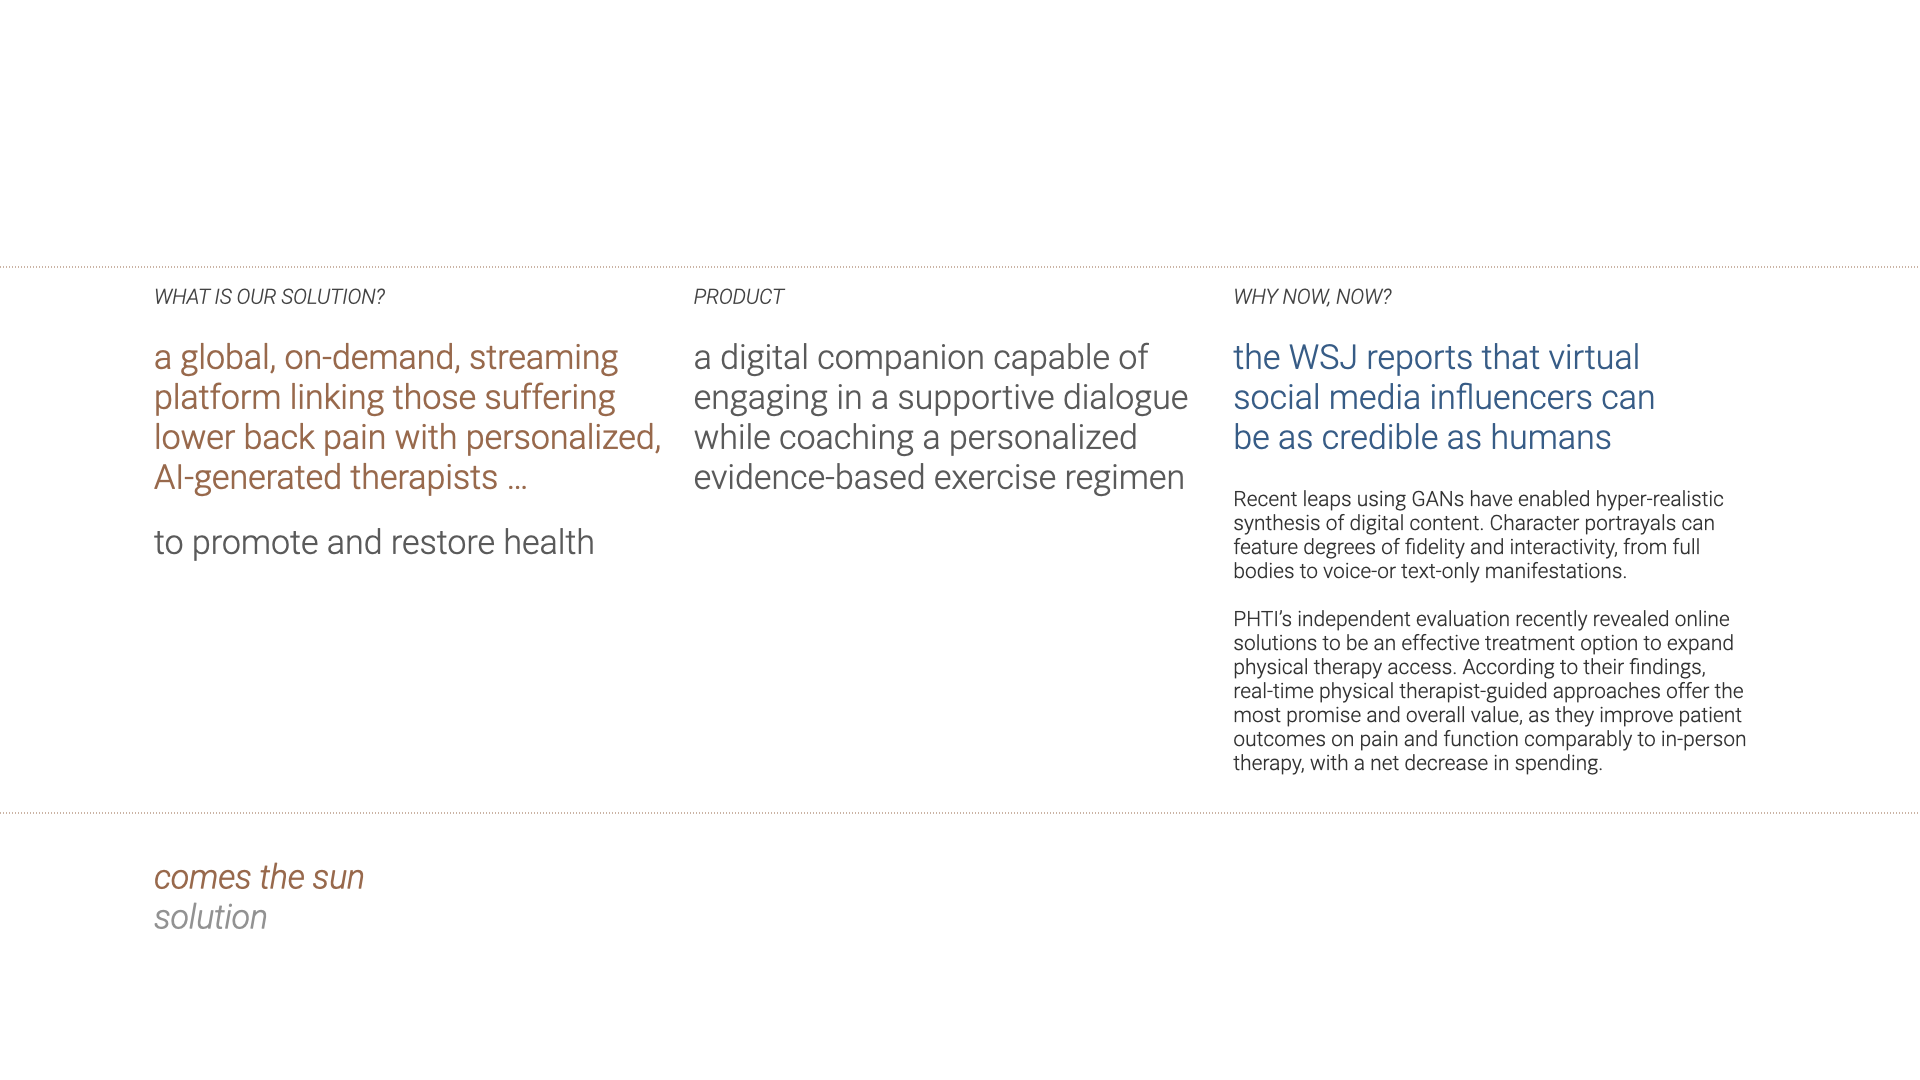 WHAT IS OUR SOLUTION?
a global, on-demand, streaming
platform linking those suffering
lower back pain with personalized,
AI-generated therapists ...
to promote and restore health
PRODUCT
a digital companion capable of
engaging in a supportive dialogue
while coaching a personalized
evidence-based exercise regimen
WHY NOW, NOW?
the WSJ reports that virtual
social media influencers can
be as credible as humans
Recent leaps using GANs have enabled hyper-realistic
synthesis of digital content. Character portrayals can
feature degrees of fidelity and interactivity, from full
bodies to voice-or text-only manifestations.
PHTI’s independent evaluation recently revealed online
solutions to be an effective treatment option to expand
physical therapy access. According to their findings,
real-time physical therapist-guided approaches offer the
most promise and overall value, as they improve patient
outcomes on pain and function comparably to in-person
therapy, with a net decrease in spending.
comes the sun
solution